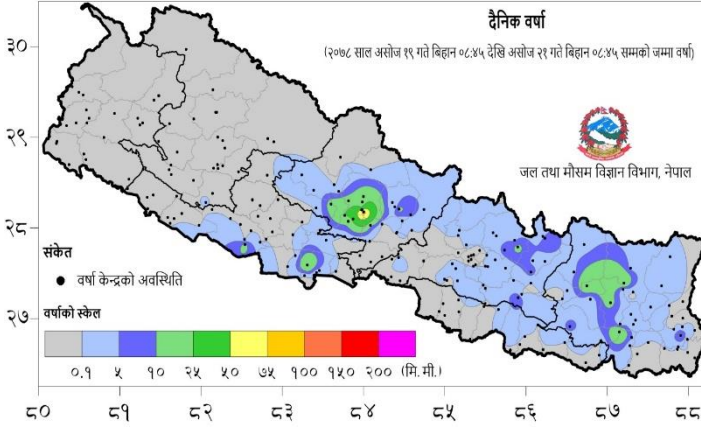 दैनिक वर्षा
(२०७८ साल असोज १९ गते बिहान ०८:४५ देखि असोज २१ गते बिहान ०८:४५ सम्मको जम्मा वर्षा)
जल तथा मौसम विज्ञान विभाग, नेपाल
३०
२९
२८
२७
संकेत
वर्षा केन्द्रको अवस्थिति
वर्षाको स्केल
०.१ ५ १० २५ ५० ७५ १०० १५० २०० (मि.मी.)
८० ८१ ८२ ८३ ८४ ८५ ८६ ८७ ८८